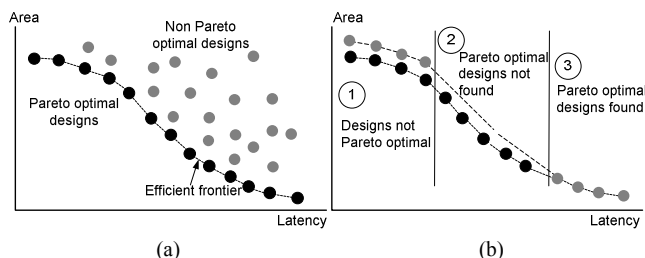 Area
Non Pareto
optimal designs
Pareto optimal
designs
Efficient frontier
Latency
(a)
Area
2
Pareto optimal
designs not
found
3
Pareto optimal
designs found
1
Designs not
Pareto optimal
Latency
(b)